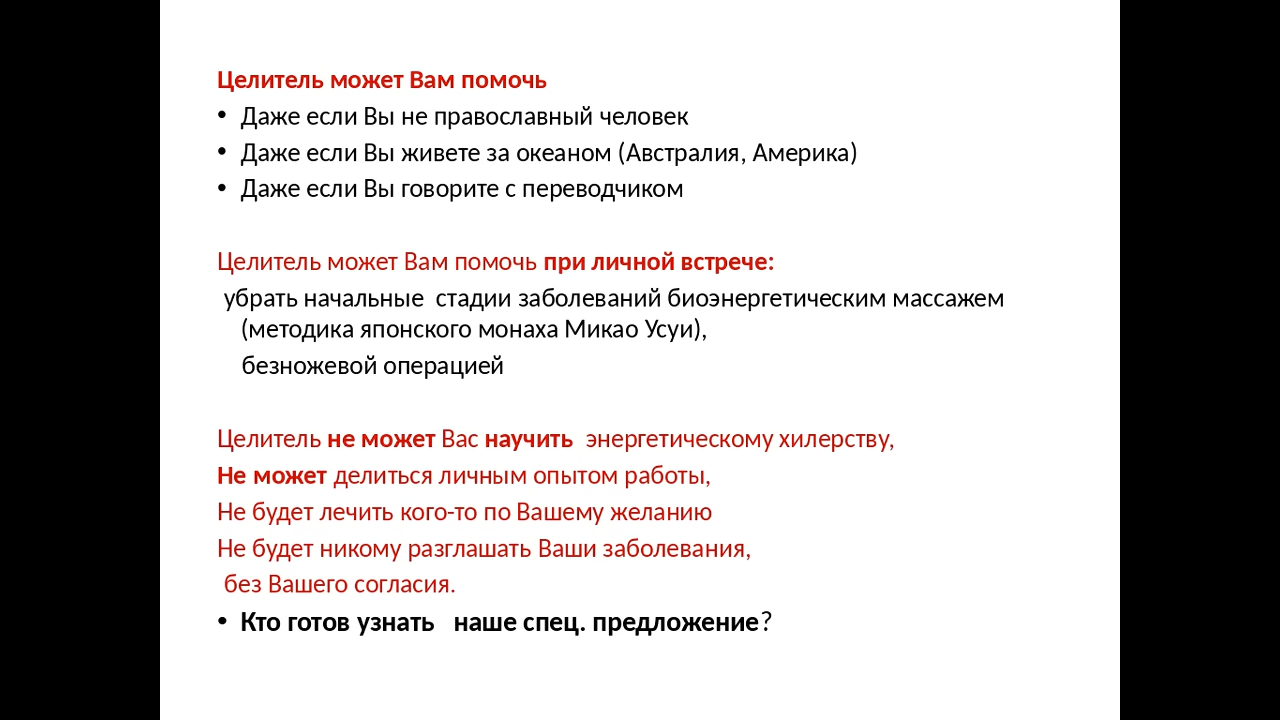 Целитель может Вам помочь
• Даже если Вы не православный человек
• Даже если Вы живете за океаном (Австралия, Америка)
• Даже если Вы говорите с переводчиком
Целитель может Вам помочь при личной встрече:
убрать начальные стадии заболеваний биоэнергетическим массажем
(методика японского монаха Микао Усуи),
безножевой операцией
Целитель не может Вас научить энергетическому хилерству,
Не может делиться личным опытом работы,
Не будет лечить кого-то по Вашему желанию
Не будет никому разглашать Ваши заболевания,
без Вашего согласия.
• Кто готов узнать наше спец. предложение?